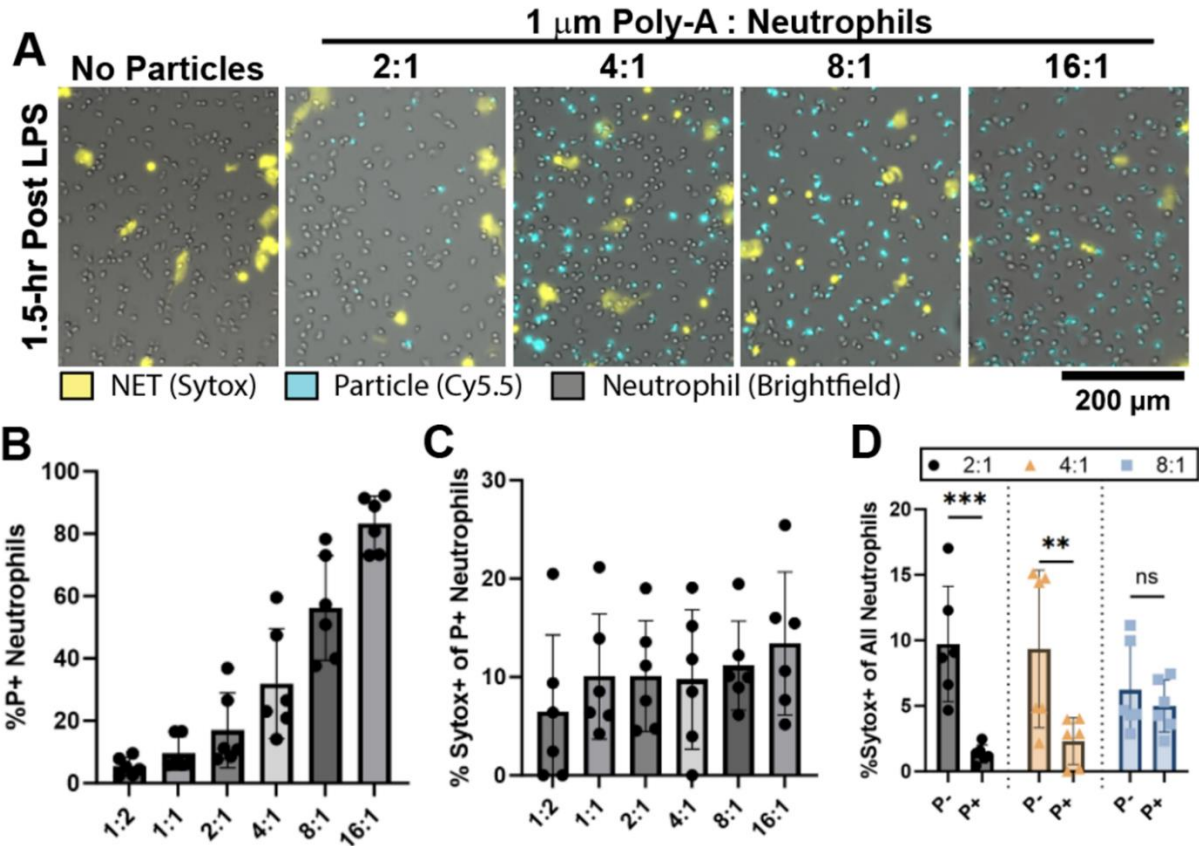 A
1 μm Poly-A : Neutrophils
No Particles
2:1
4:1
8:1
16:1
1.5-hr Post LPS
NET (Sytox)
Particle (Cy5.5)
Neutrophil (Brightfield)
200 μm
B
%P+ Neutrophils
100
80
60
40
20
0
1:2
1:1
2:1
4:1
8:1
16:1
C
% Sytox+ of P+ Neutrophils
30
20
10
0
1:2
1:1
2:1
4:1
8:1
16:1
D
2:1
4:1
8:1
%Sytox+ of All Neutrophils
20
15
10
5
0
***
**
ns
P-
P+
P-
P+
P-
P+